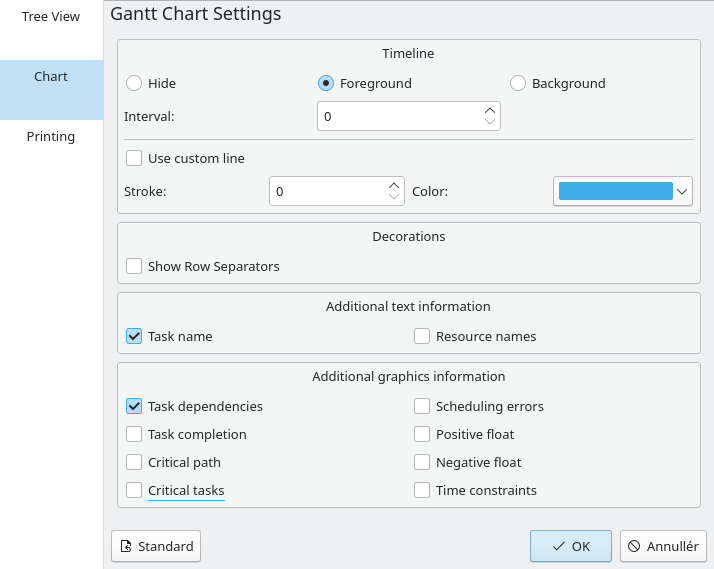 Tree View
Chart
Printing
Gantt Chart Settings
Timeline
Hide
Foreground
Background
Interval:
0
Use custom line
Stroke:
0
Color:
Decorations
Show Row Separators
Additional text information
Task name
Resource names
Additional graphics information
Task dependencies
Scheduling errors
Task completion
Positive float
Critical path
Negative float
Critical tasks
Time constraints
Standard
OK
Annullér